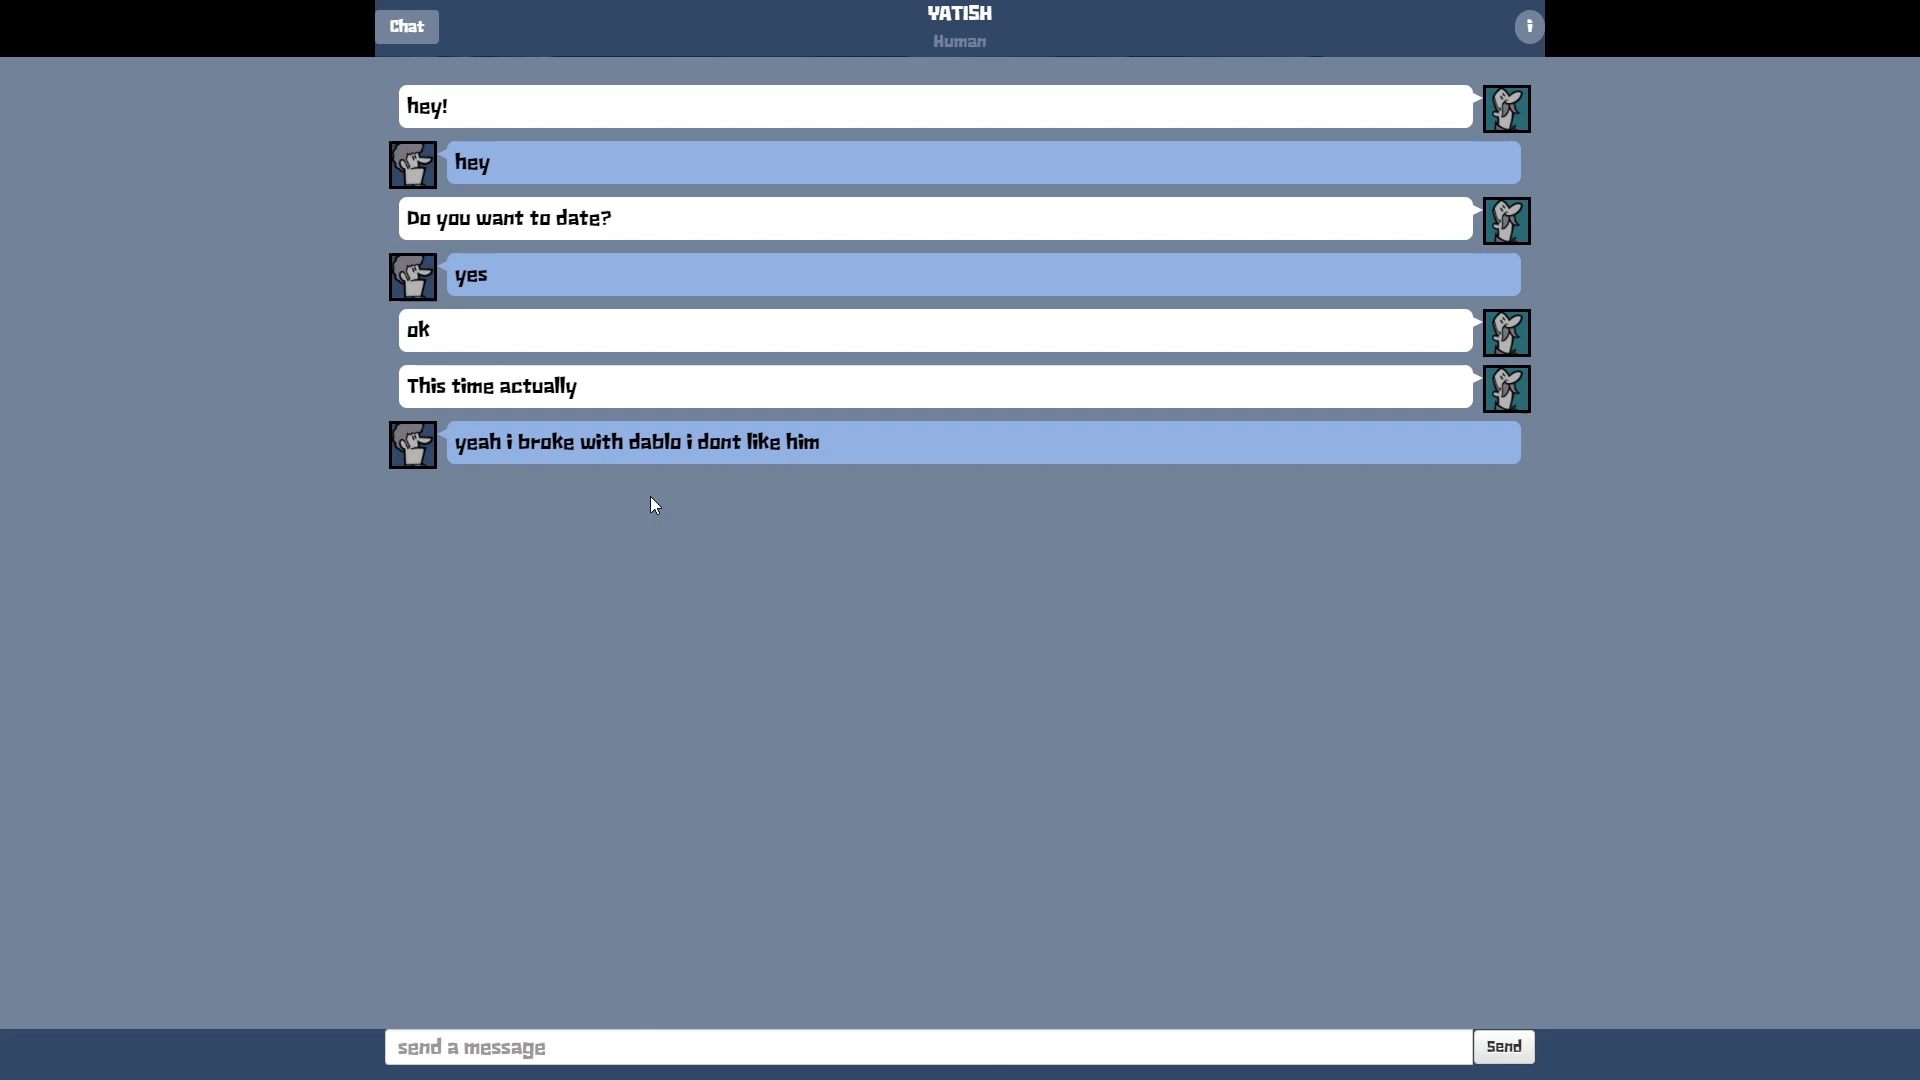 Chat
YATISH
Human
i
hey!
hey
Do you want to date?
yes
ok
This time actually
yeah i broke with dablo i dont like him
send a message
Send